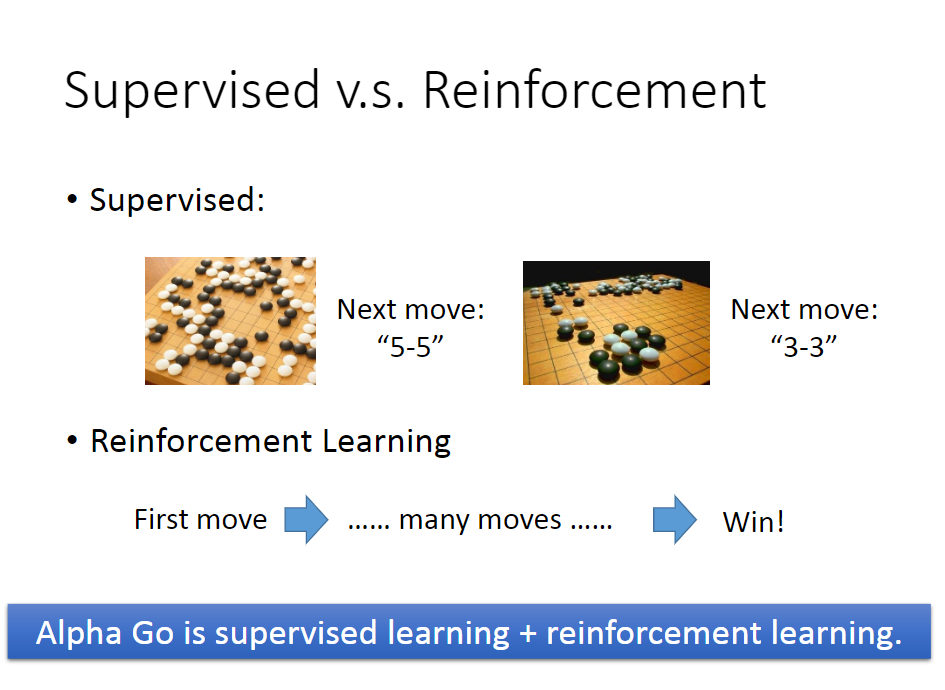 Supervised v.s. Reinforcement
• Supervised:
Next move:
“5-5”
Next move:
“3-3”
• Reinforcement Learning
First move
…… many moves ……
Win!
Alpha Go is supervised learning + reinforcement learning.